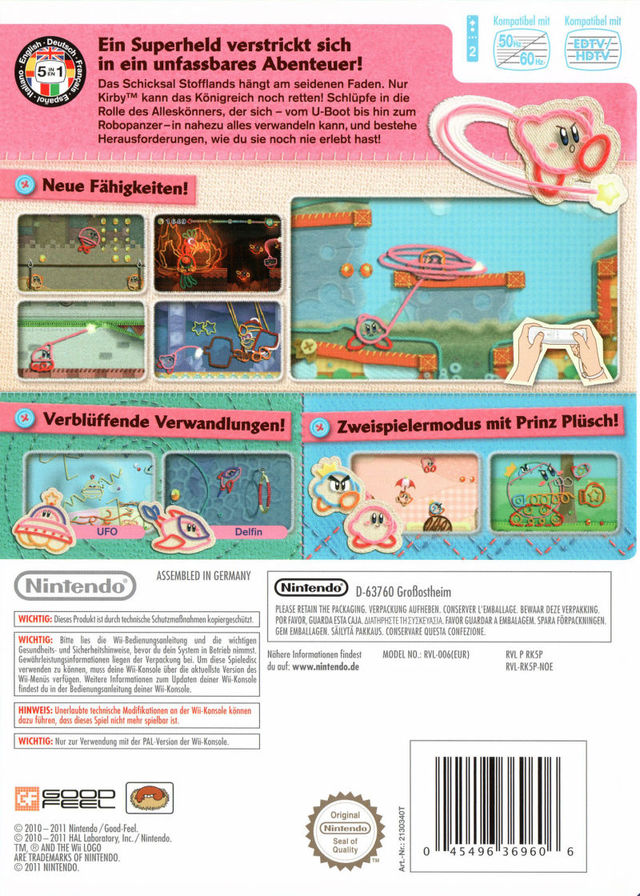 English · Deutsch · Français · Español · Italiano
5 IN EN 1
Ein Superheld verstrickt sich
in ein unfassbares Abenteuer!
Das Schicksal Stofflands hängt am seidenen Faden. Nur
Kirby™ kann das Königreich noch retten! Schlüpfe in die
Rolle des Alleskönners, der sich – vom U-Boot bis hin zum
Robopanzer – in nahezu alles verwandeln kann, und bestehe
Herausforderungen, wie du sie noch nie erlebt hast!
2
Kompatibel mit
50Hz
60Hz
Kompatibel mit
EDTV/
HDTV
Neue Fähigkeiten!
Verblüffende Verwandlungen!
UFO
Delfin
Zweispielermodus mit Prinz Plüsch!
Nintendo®
ASSEMBLED IN GERMANY
WICHTIG: Dieses Produkt ist durch technische Schutzmaßnahmen kopiergeschützt.
WICHTIG: Bitte lies die Wii-Bedienungsanleitung und die wichtigen
Gesundheits- und Sicherheitshinweise, bevor du dein System in Betrieb nimmst.
Gewährleistungsinformationen liegen der Verpackung bei. Um diese Spieledisc
verwenden zu können, muss deine Wii-Konsole über die aktuellste Version des
Wii-Menüs verfügen. Weitere Informationen zum Updaten deiner Wii-Konsole
findest du in der Bedienungsanleitung deiner Wii-Konsole.
HINWEIS: Unerlaubte technische Modifikationen an der Wii-Konsole können
dazu führen, dass dieses Spiel nicht mehr spielbar ist.
WICHTIG: Nur zur Verwendung mit der PAL-Version der Wii-Konsole.
Nintendo® D-63760 Großostheim
PLEASE RETAIN THE PACKAGING. VERPACKUNG AUFHEBEN. CONSERVER L'EMBALLAGE. BEWAAR DEZE VERPAKKING.
POR FAVOR, GUARDA ESTA CAJA. ΔΙΑΤΗΡΗΣΤΕ ΤΗ ΣΥΣΚΕΥΑΣΙΑ. FAVOR GUARDAR A EMBALAGEM. SPARA FÖRPACKNINGEN.
GEM EMBALLAGEN. SÄILYTÄ PAKKAUS. CONSERVARE QUESTA CONFEZIONE.
Nähere Informationen findest
du auf: www.nintendo.de
MODEL NO.: RVL-006(EUR)
RVL P RK5P
RVL-RK5P-NOE
GF GOOD
FEEL
© 2010 – 2011 Nintendo / Good-Feel.
© 2010 – 2011 HAL Laboratory, Inc. / Nintendo.
TM, ® AND THE Wii LOGO
ARE TRADEMARKS OF NINTENDO.
© 2011 NINTENDO.
Original
Nintendo
Seal of
Quality
TM
Art.-Nr.: 2130340T
0 45496 36960 6